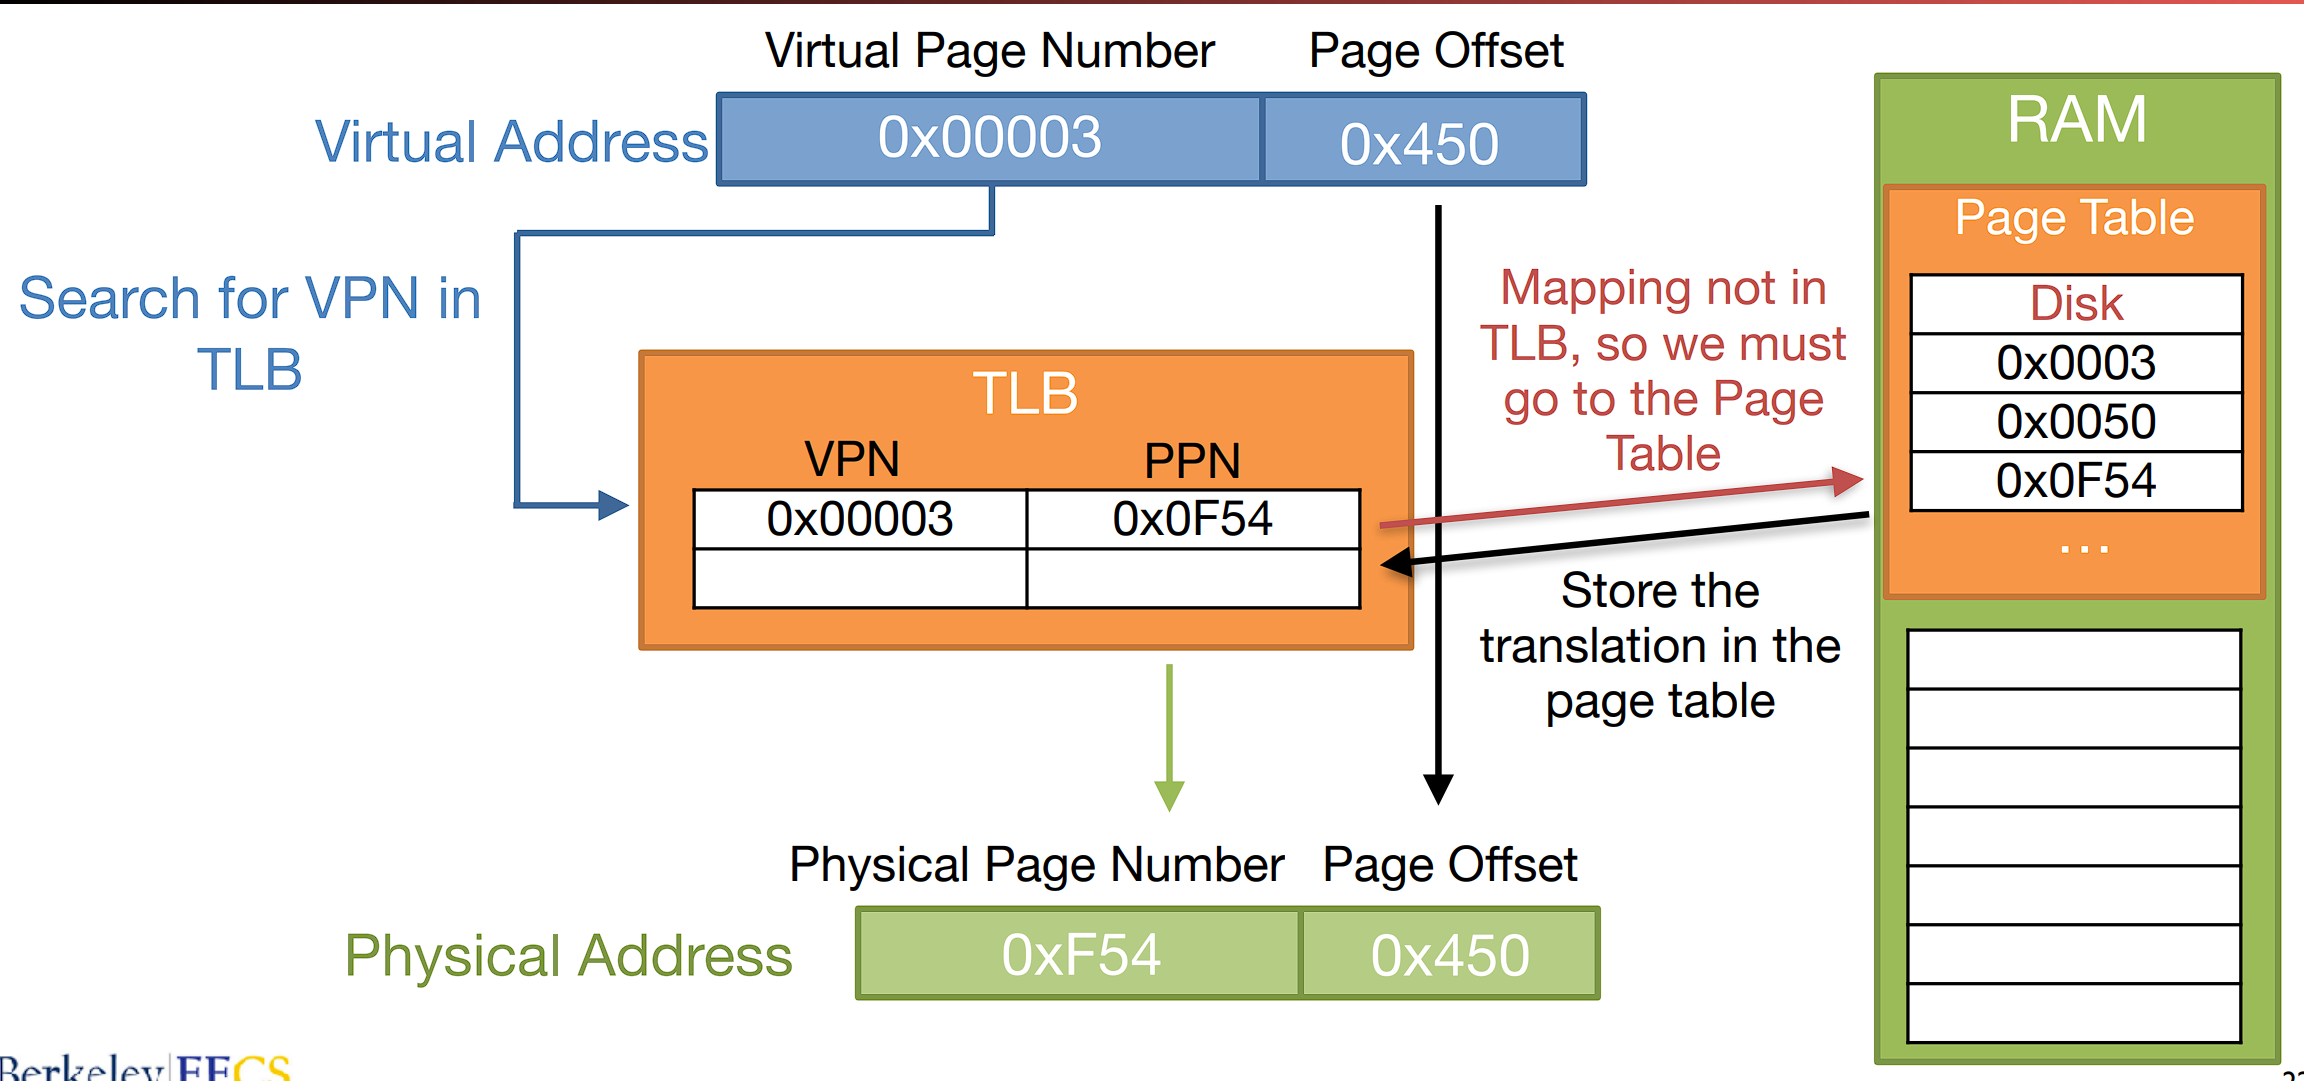 Virtual Page Number Page Offset
Virtual Address 0x00003 0x450
RAM
Page Table
Disk
0x0003
0x0050
0x0F54
...
Search for VPN in
TLB
Mapping not in
TLB, so we must
go to the Page
Table
TLB
VPN PPN
0x00003 0x0F54
Store the
translation in the
page table
Physical Page Number Page Offset
Physical Address 0xF54 0x450
Berkeley EECS